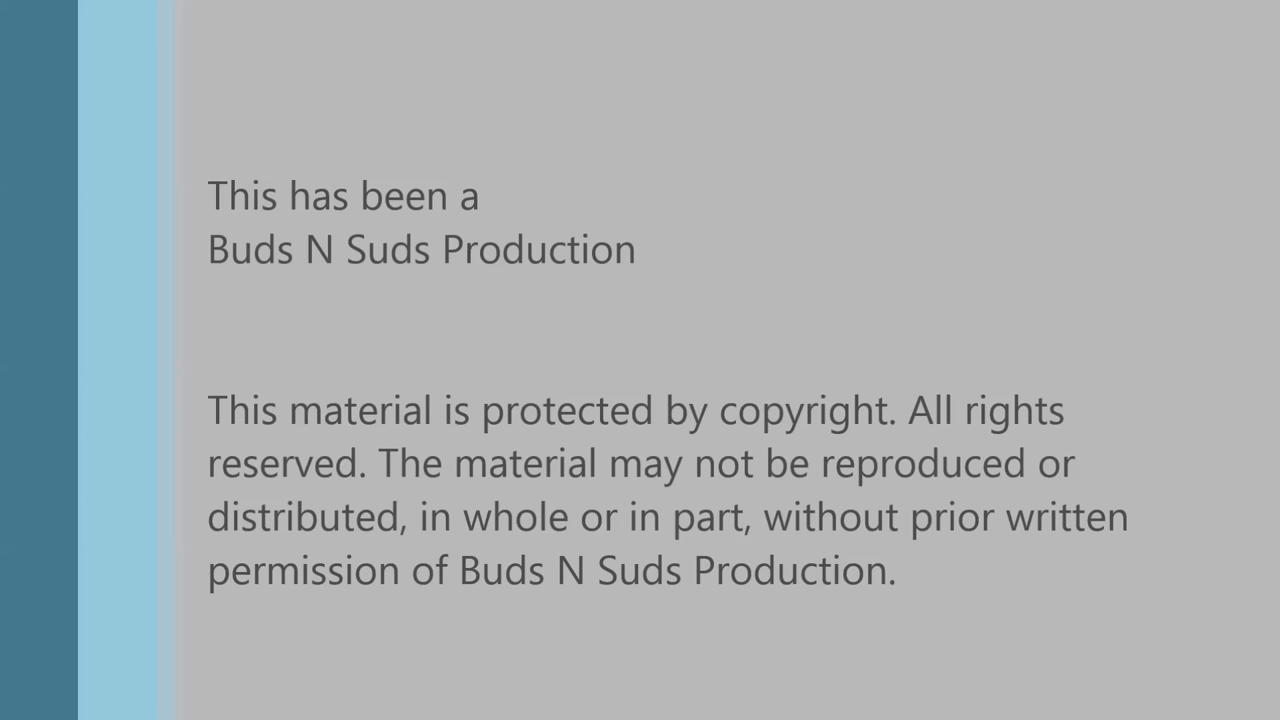 This has been a
Buds N Suds Production
This material is protected by copyright. All rights
reserved. The material may not be reproduced or
distributed, in whole or in part, without prior written
permission of Buds N Suds Production.